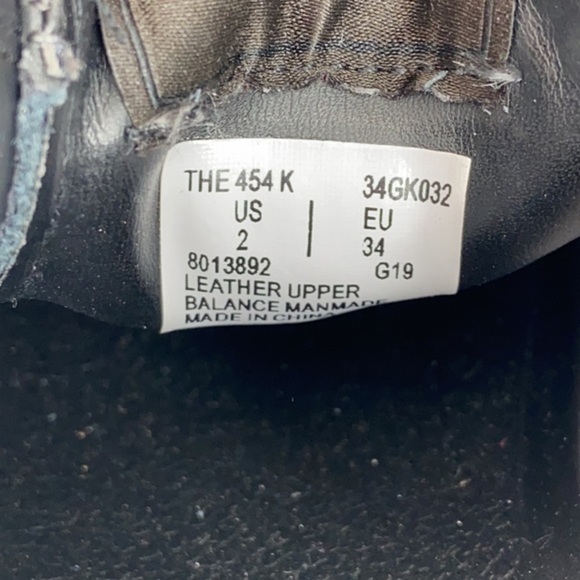 THE 454 K 34GK032
US | EU
2 34
8013892 G19
LEATHER UPPER
BALANCE MANMADE
MADE IN CHINA